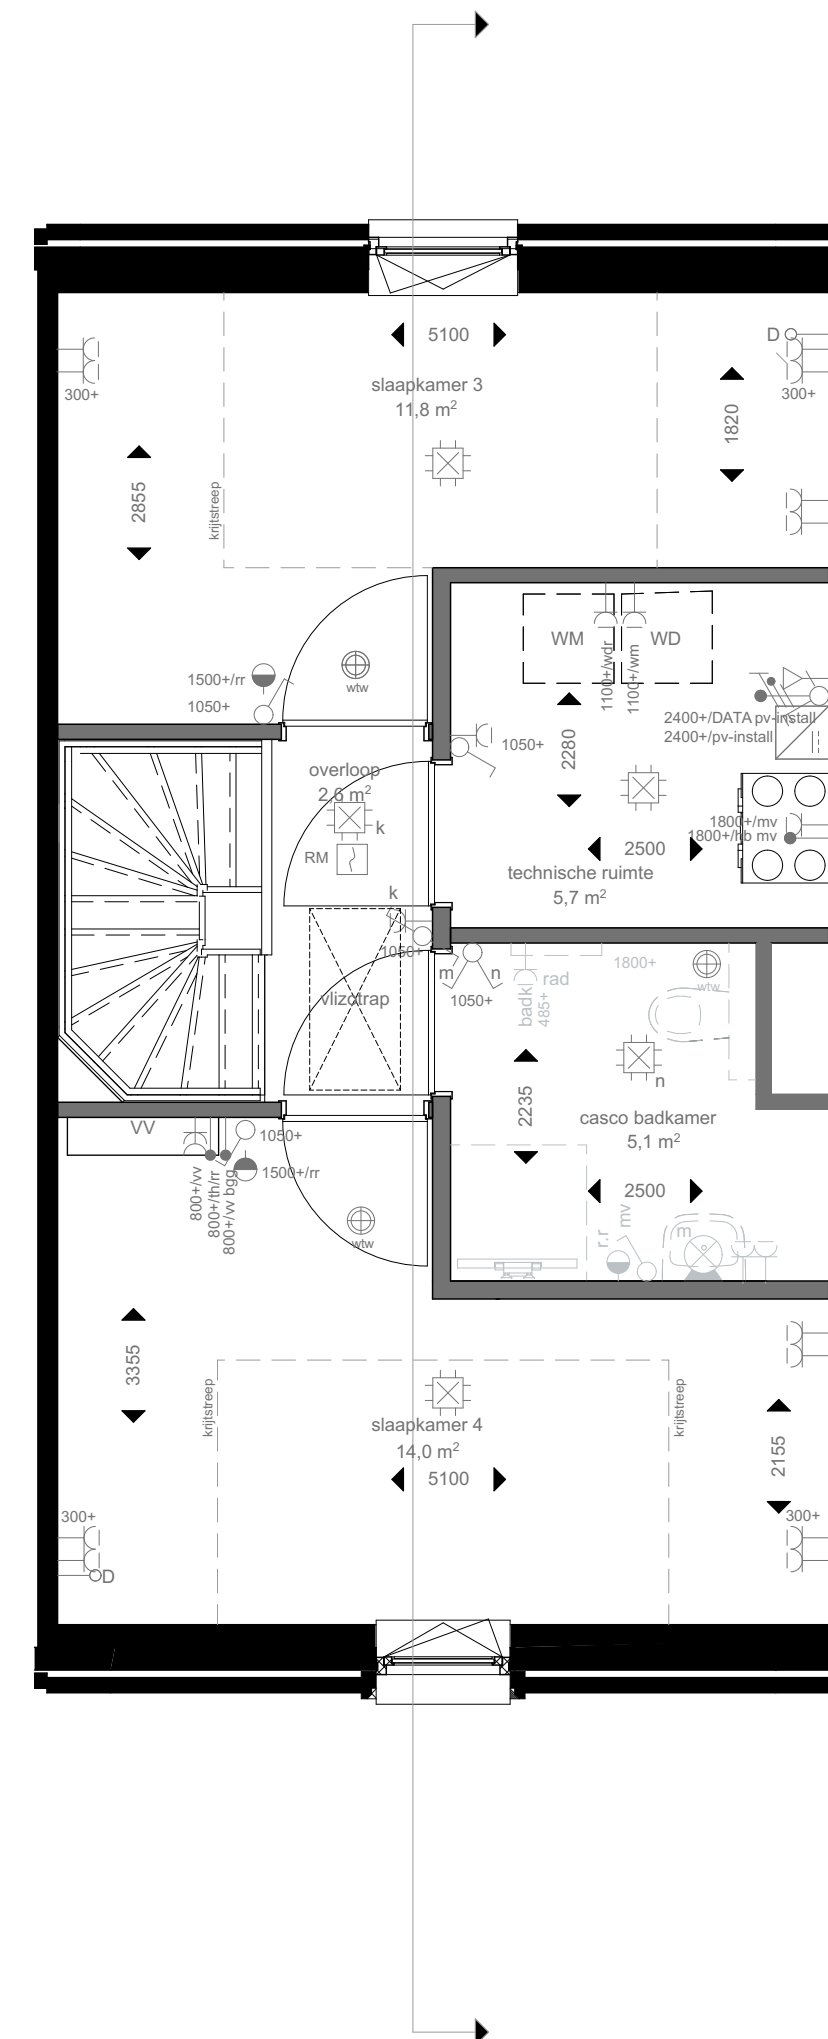 5100
D
slaapkamer 3
11,8 m²
300+
300+
1820
2855
krijtstreep
WM
WD
1100+/wdr
1100+/wm
wtw
1500+/rr
1050+
2400+/DATA pv-install
2400+/pv-install
1050+
2280
overloop
2,6 m²
k
RM
1800+/mv
1800+/hb mv
2500
technische ruimte
5,7 m²
k
1050+
m
n
1050+
vlizotrap
badk
rad
485+
1800+
wtw
n
2235
casco badkamer
5,1 m²
VV
1050+
1500+/rr
800+/vv
800+/th/rr
800+/vv bgg
2500
wtw
r.r
mv
m
3355
krijtstreep
krijtstreep
slaapkamer 4
14,0 m²
5100
2155
300+
D
300+